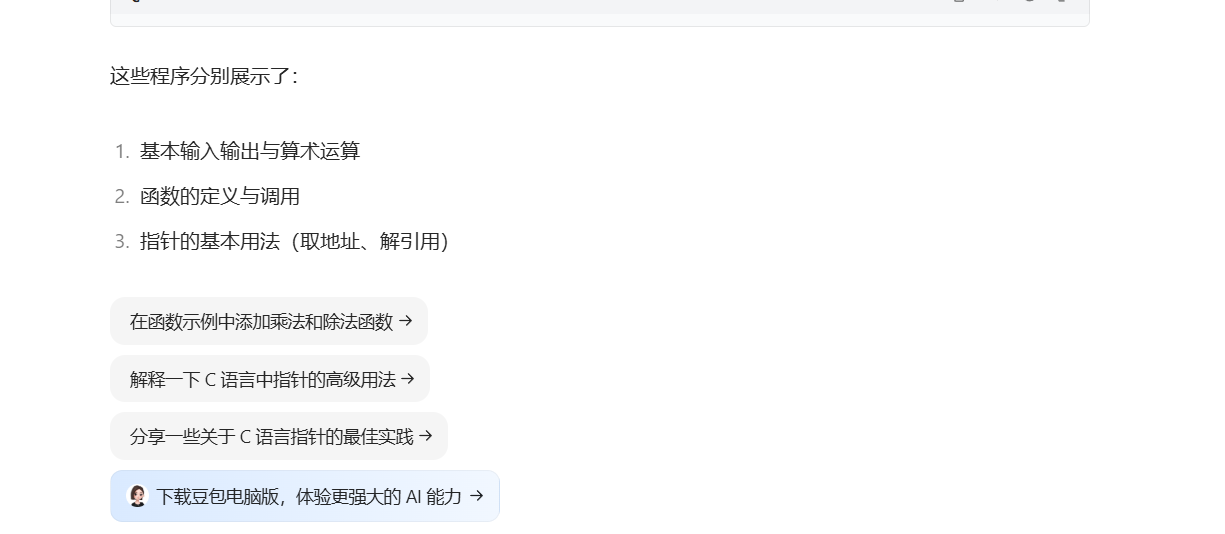 这些程序分别展示了：
1. 基本输入输出与算术运算
2. 函数的定义与调用
3. 指针的基本用法（取地址、解引用）
在函数示例中添加乘法和除法函数 →
解释一下 C 语言中指针的高级用法 →
分享一些关于 C 语言指针的最佳实践 →
下载豆包电脑版，体验更强大的 AI 能力 →